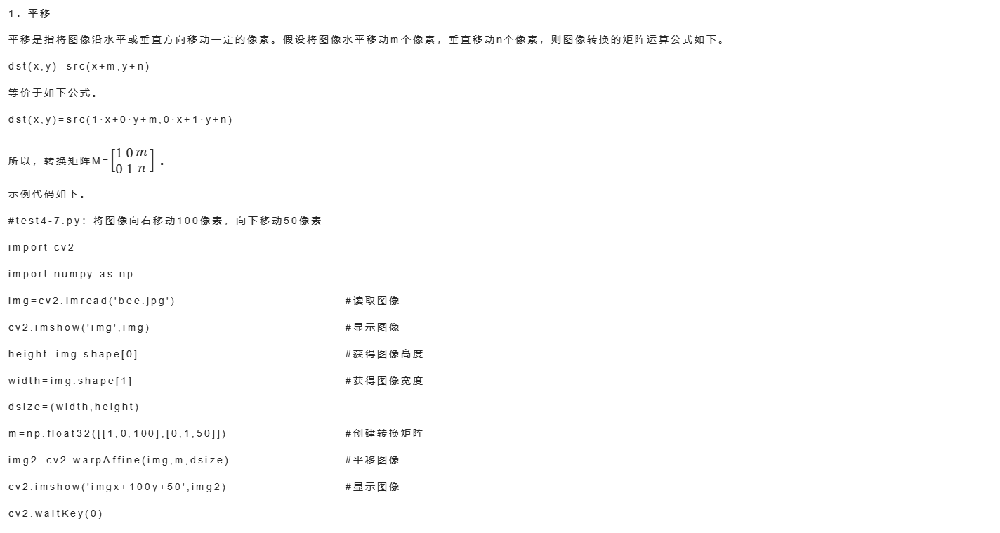 1. 平移
平移是指将图像沿水平或垂直方向移动一定的像素。假设将图像水平移动m个像素，垂直移动n个像素，则图像转换的矩阵运算公式如下。
dst(x,y)=src(x+m,y+n)
等价于如下公式。
dst(x,y)=src(1·x+0·y+m,0·x+1·y+n)
所以，转换矩阵M=[1 0 m
0 1 n] 。
示例代码如下。
#test4-7.py：将图像向右移动100像素，向下移动50像素
import cv2
import numpy as np
img=cv2.imread('bee.jpg') #读取图像
cv2.imshow('img',img) #显示图像
height=img.shape[0] #获得图像高度
width=img.shape[1] #获得图像宽度
dsize=(width,height)
m=np.float32([[1,0,100],[0,1,50]]) #创建转换矩阵
img2=cv2.warpAffine(img,m,dsize) #平移图像
cv2.imshow('imgx+100y+50',img2) #显示图像
cv2.waitKey(0)